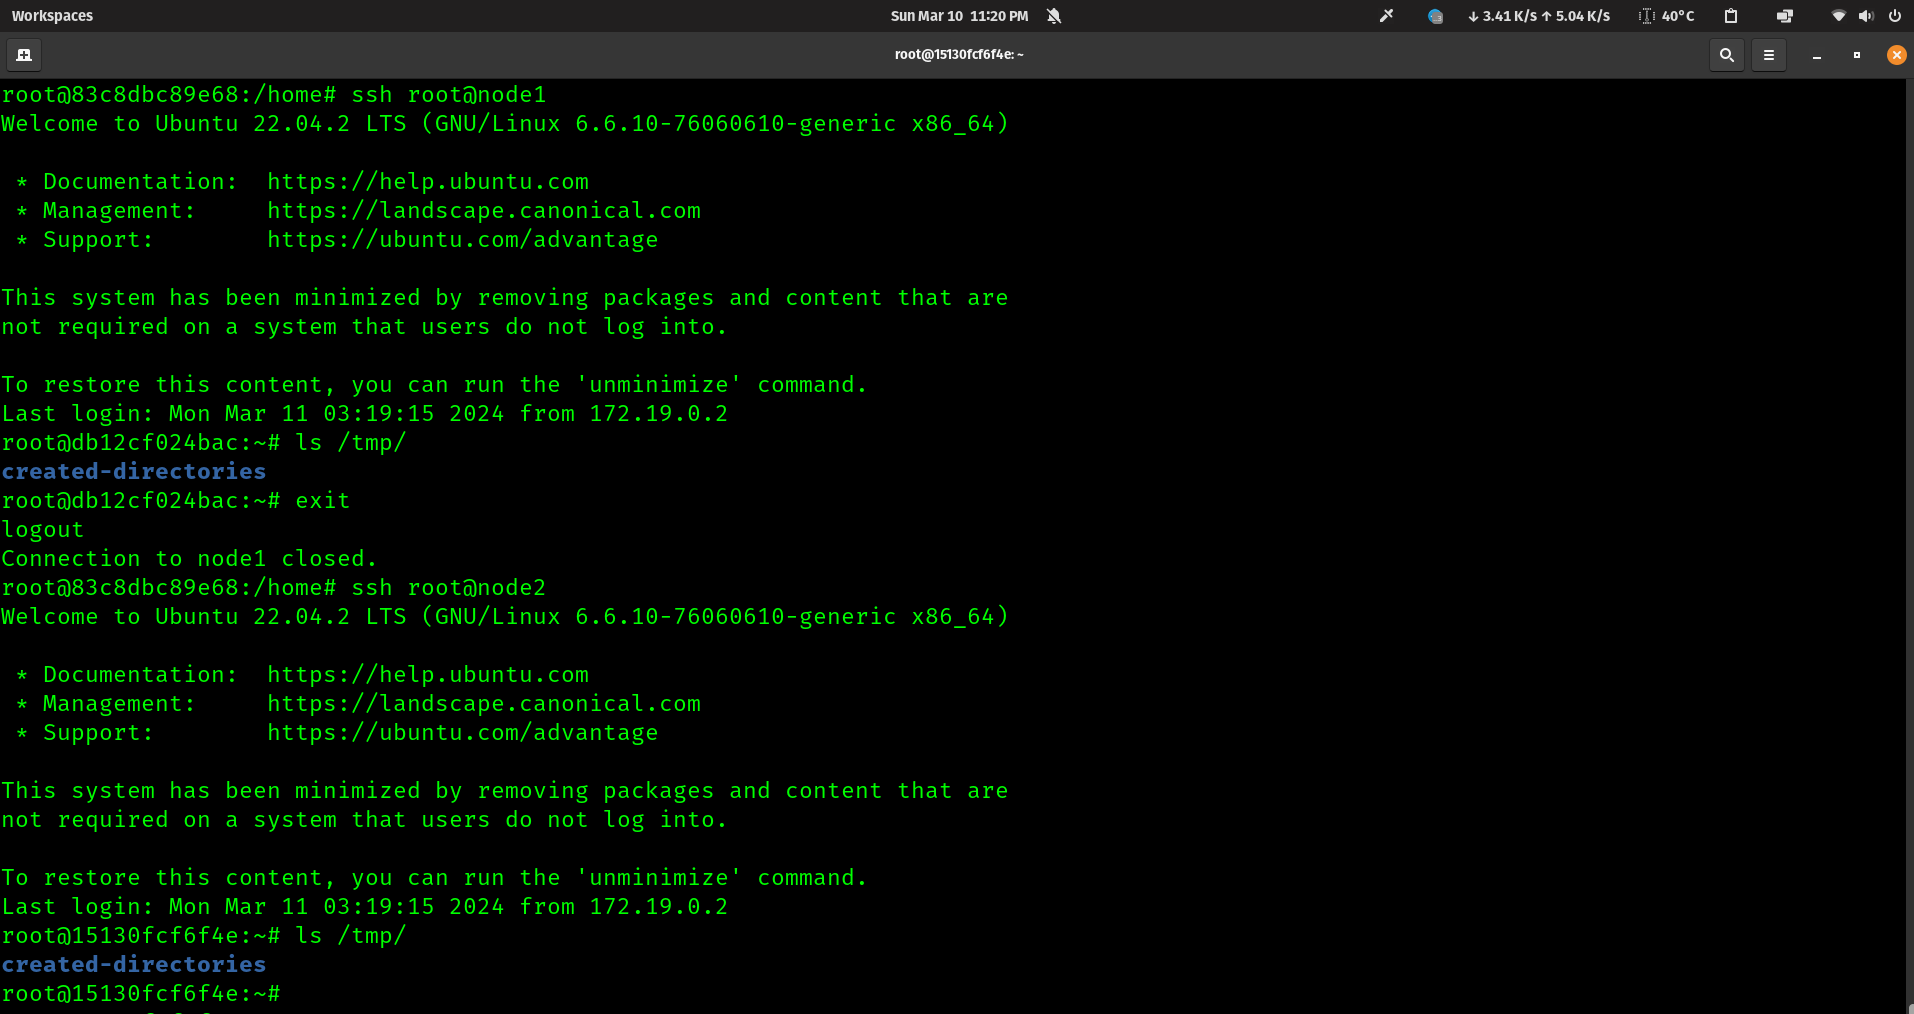 Workspaces
Sun Mar 10 11:20 PM
↓ 3.41 K/s ↑ 5.04 K/s
40°C
root@15130fcf6f4e: ~
root@83c8dbc89e68:/home# ssh root@node1
Welcome to Ubuntu 22.04.2 LTS (GNU/Linux 6.6.10-76060610-generic x86_64)
* Documentation:  https://help.ubuntu.com
* Management:     https://landscape.canonical.com
* Support:        https://ubuntu.com/advantage
This system has been minimized by removing packages and content that are
not required on a system that users do not log into.
To restore this content, you can run the 'unminimize' command.
Last login: Mon Mar 11 03:19:15 2024 from 172.19.0.2
root@db12cf024bac:~# ls /tmp/
created-directories
root@db12cf024bac:~# exit
logout
Connection to node1 closed.
root@83c8dbc89e68:/home# ssh root@node2
Welcome to Ubuntu 22.04.2 LTS (GNU/Linux 6.6.10-76060610-generic x86_64)
* Documentation:  https://help.ubuntu.com
* Management:     https://landscape.canonical.com
* Support:        https://ubuntu.com/advantage
This system has been minimized by removing packages and content that are
not required on a system that users do not log into.
To restore this content, you can run the 'unminimize' command.
Last login: Mon Mar 11 03:19:15 2024 from 172.19.0.2
root@15130fcf6f4e:~# ls /tmp/
created-directories
root@15130fcf6f4e:~#